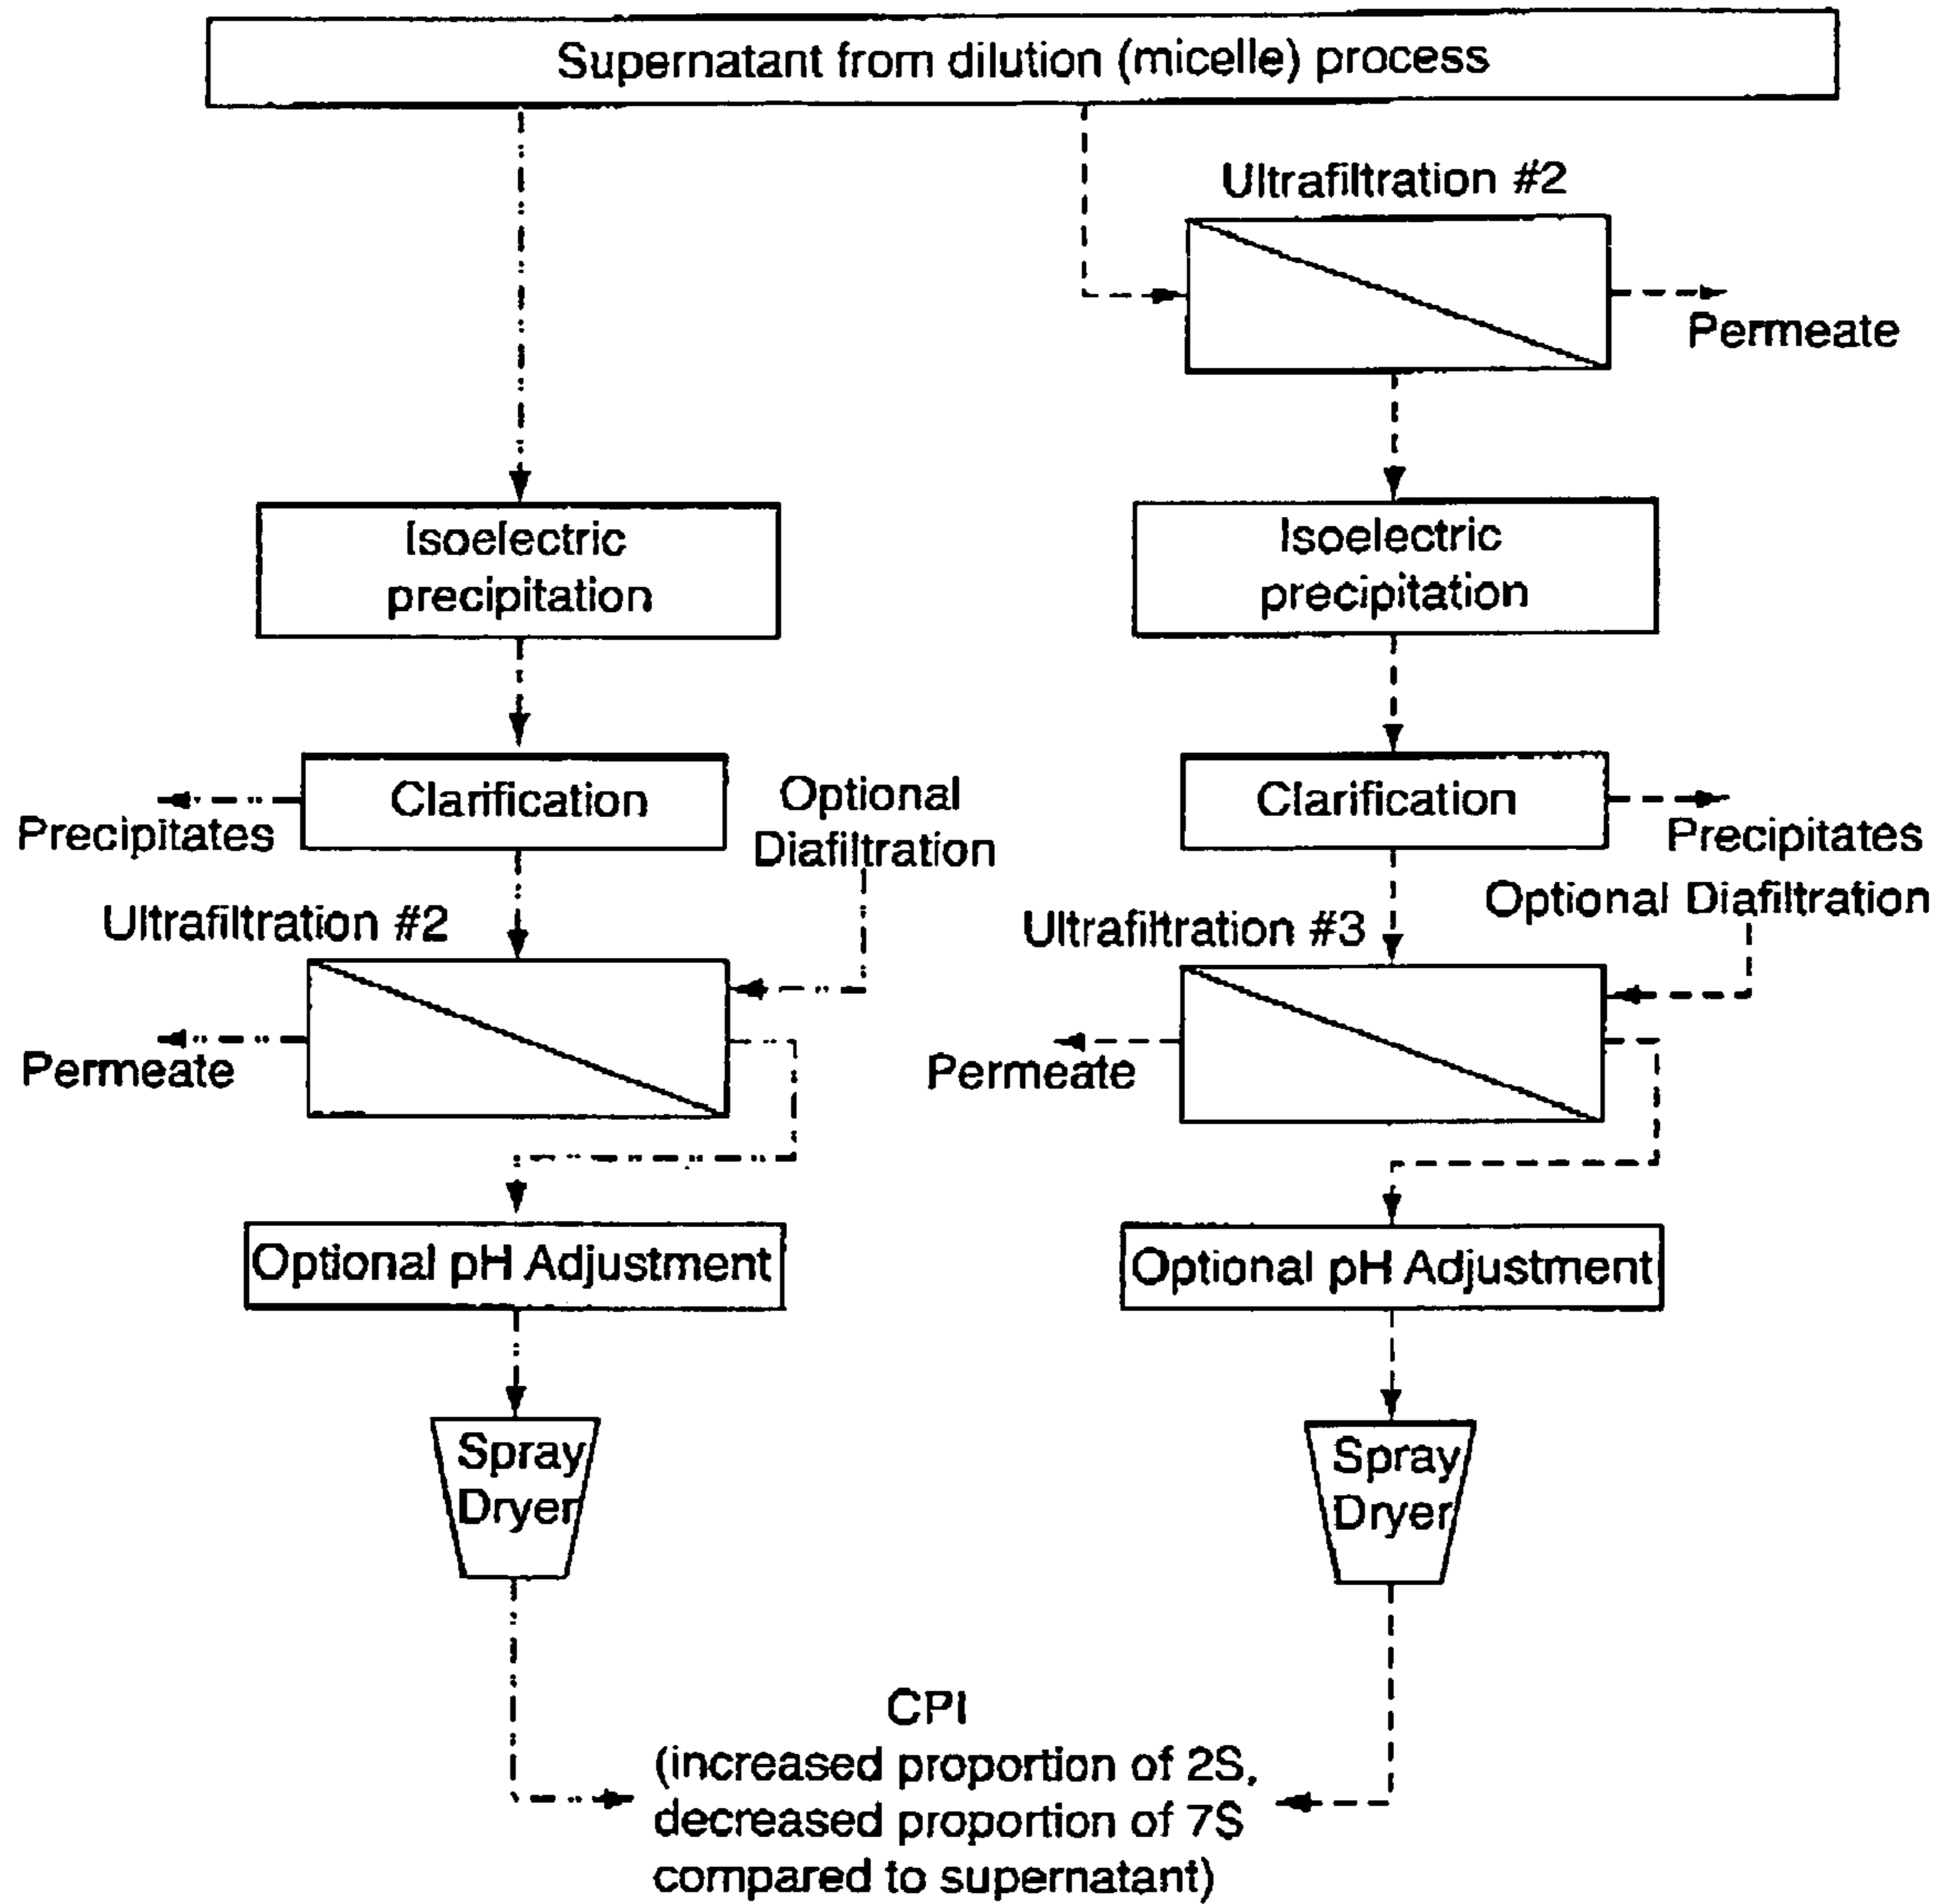 Supernatant from dilution (micelle) process
Ultrafiltration #2
Permeate
Isoelectric
precipitation
Isoelectric
precipitation
Clarification
Precipitates
Optional
Diafiltration
Clarification
Precipitates
Ultrafiltration #2
Permeate
Ultrafiltration #3
Optional Diafiltration
Permeate
Optional pH Adjustment
Optional pH Adjustment
Spray
Dryer
Spray
Dryer
CPI
(increased proportion of 2S,
decreased proportion of 7S
compared to supernatant)